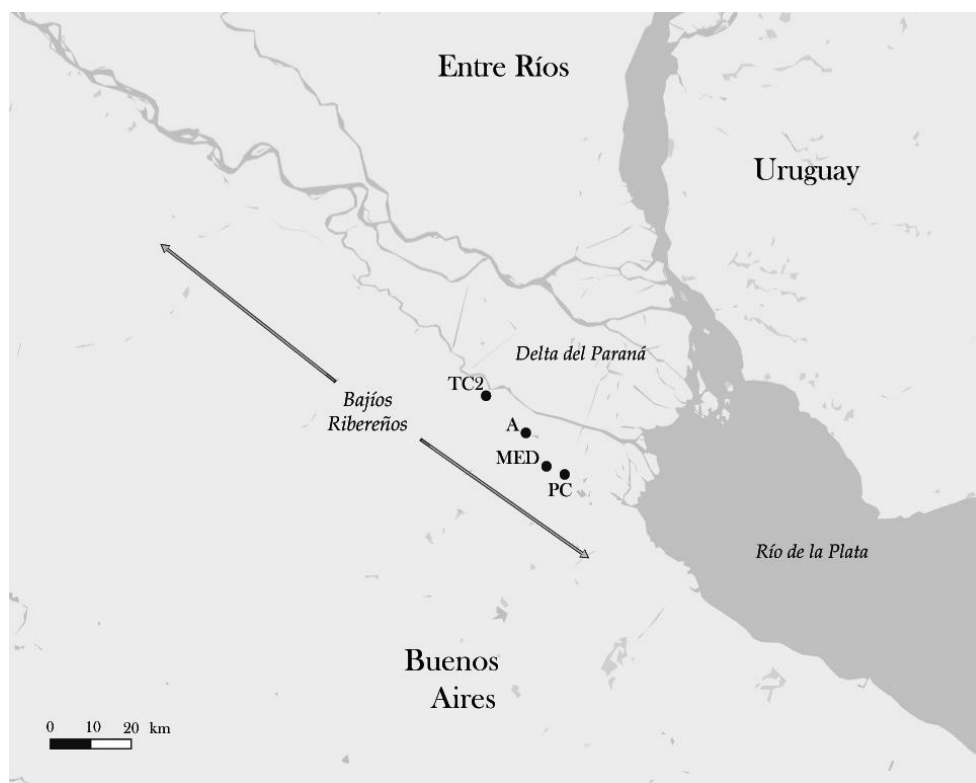 Entre Ríos
Uruguay
Delta del Paraná
TC2
Bajíos
Ribereños
A
MED
PC
Río de la Plata
Buenos
Aires
0 10 20 km